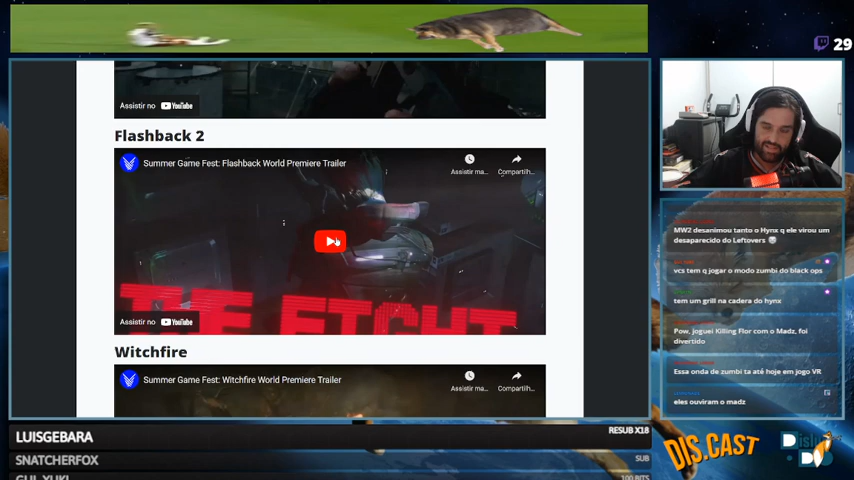 29
Assistir no YouTube
Flashback 2
Summer Game Fest: Flashback World Premiere Trailer
Assistir ma...
Compartilh...
THE FIGHT
Assistir no YouTube
Witchfire
Summer Game Fest: Witchfire World Premiere Trailer
Assistir ma...
Compartilh...
MW2 desanimou tanto o Hynx q ele virou um
desaparecido do Leftovers
vcs tem q jogar o modo zumbi do black ops
tem um grill na cadera do hynx
Pow, joguei Killing Flor com o Madz, foi
divertido
Essa onda de zumbi ta até hoje em jogo VR
eles ouviram o madz
LUISGEBARA
RESUB X18
SNATCHERFOX
SUB
100 BITS
DIS.CAST